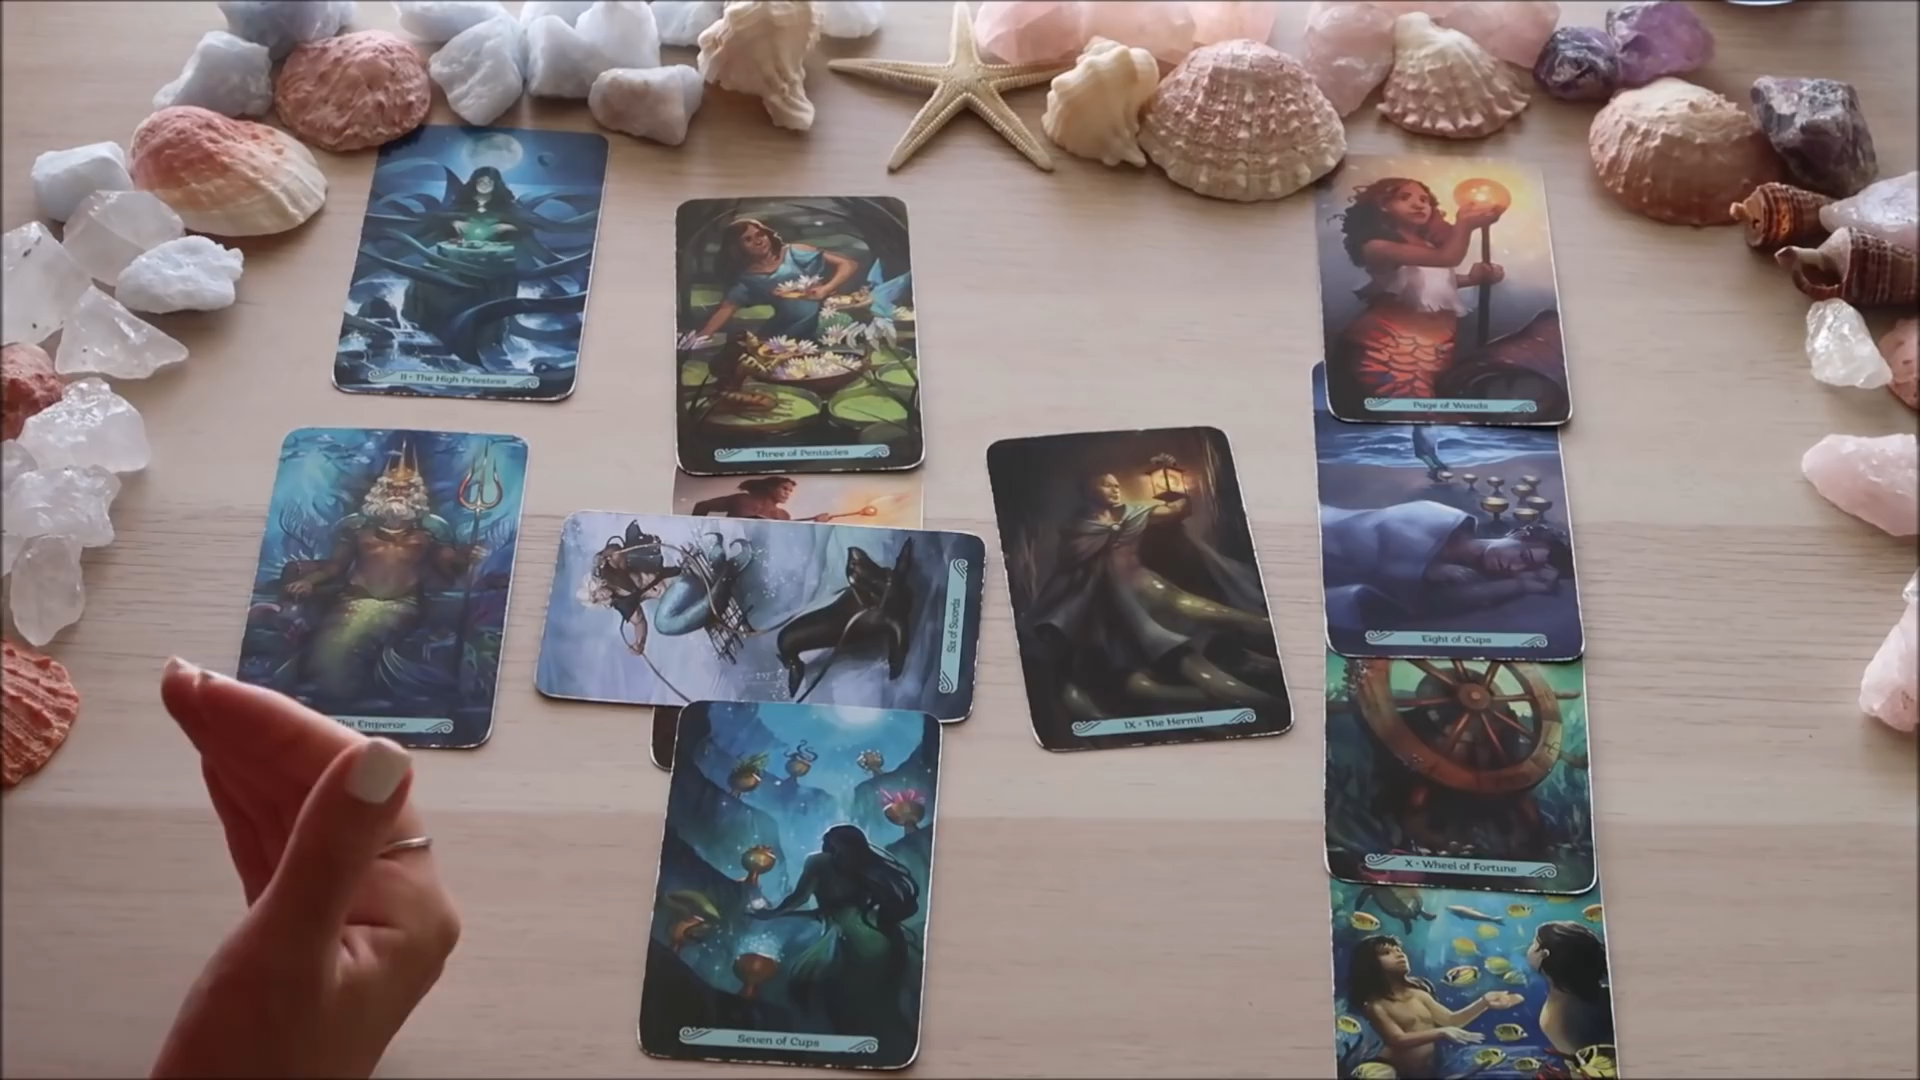 II • The High Priestess
Three of Pentacles
Page of Wands
The Emperor
Six of Swords
IX • The Hermit
Eight of Cups
X • Wheel of Fortune
Seven of Cups